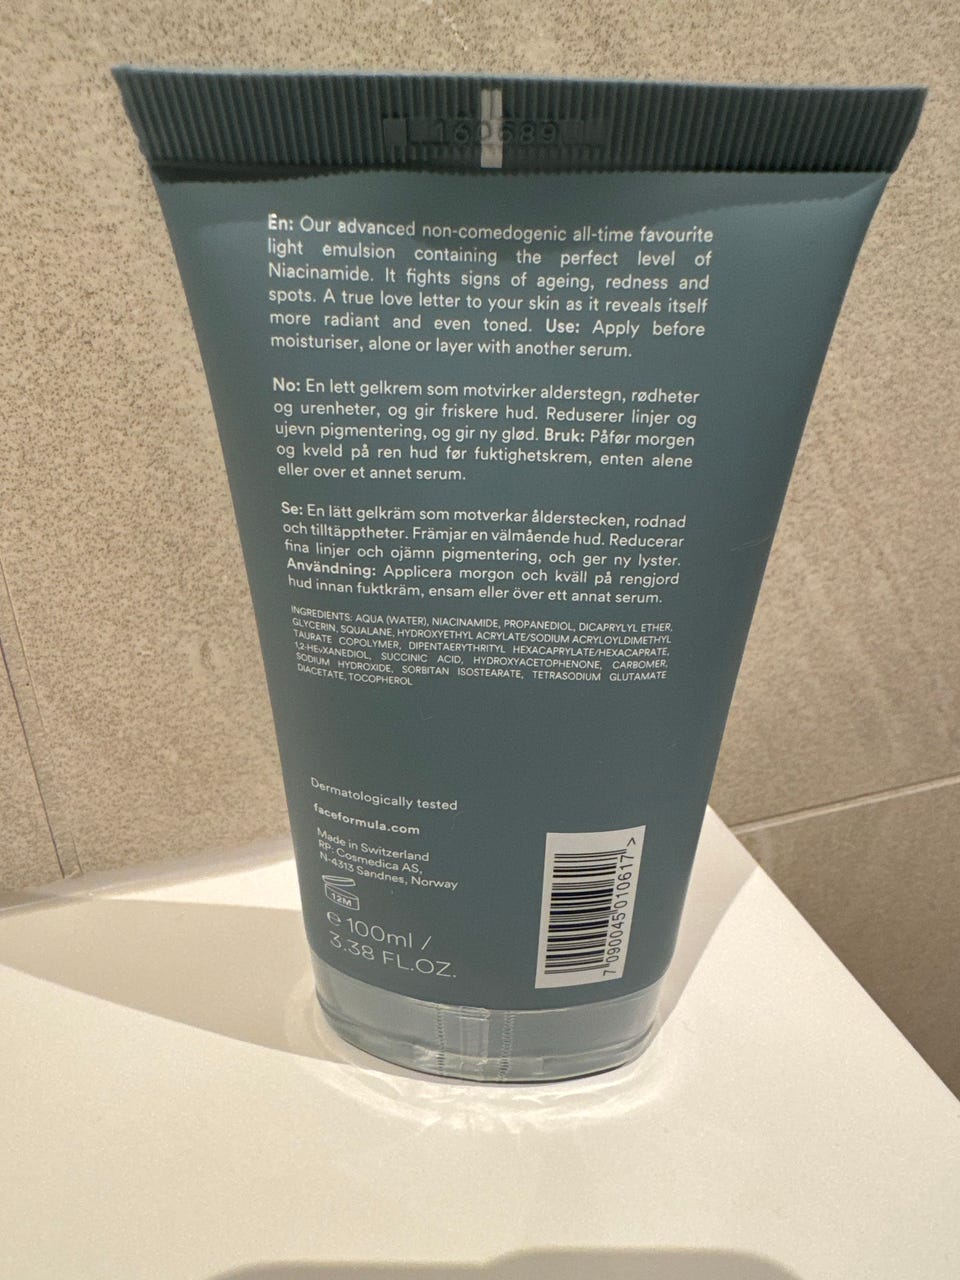 160689
En: Our advanced non-comedogenic all-time favourite
light emulsion containing the perfect level of
Niacinamide. It fights signs of ageing, redness and
spots. A true love letter to your skin as it reveals itself
more radiant and even toned. Use: Apply before
moisturiser, alone or layer with another serum.
No: En lett gelkrem som motvirker alderstegn, rødheter
og urenheter, og gir friskere hud. Reduserer linjer og
ujevn pigmentering, og gir ny glød. Bruk: Påfør morgen
og kveld på ren hud før fuktighetskrem, enten alene
eller over et annet serum.
Se: En lätt gelkräm som motverkar ålderstecken, rodnad
och tilltäpptheter. Främjar en välmående hud. Reducerar
fina linjer och ojämn pigmentering, och ger ny lyster.
Användning: Applicera morgon och kväll på rengjord
hud innan fuktkräm, ensam eller över ett annat serum.
INGREDIENTS: AQUA (WATER), NIACINAMIDE, PROPANEDIOL, DICAPRYLYL ETHER,
GLYCERIN, SQUALANE, HYDROXYETHYL ACRYLATE/SODIUM ACRYLOYLDIMETHYL
TAURATE COPOLYMER, DIPENTAERYTHRITYL HEXACAPRYLATE/HEXACAPRATE,
1,2-HEXANEDIOL, SUCCINIC ACID, HYDROXYACETOPHENONE, CARBOMER,
SODIUM HYDROXIDE, SORBITAN ISOSTEARATE, TETRASODIUM GLUTAMATE
DIACETATE, TOCOPHEROL
Dermatologically tested
faceformula.com
Made in Switzerland
RP: Cosmedica AS,
N-4313 Sandnes, Norway
12M
e 100ml /
3.38 FL.OZ.
7 090045 010617 >